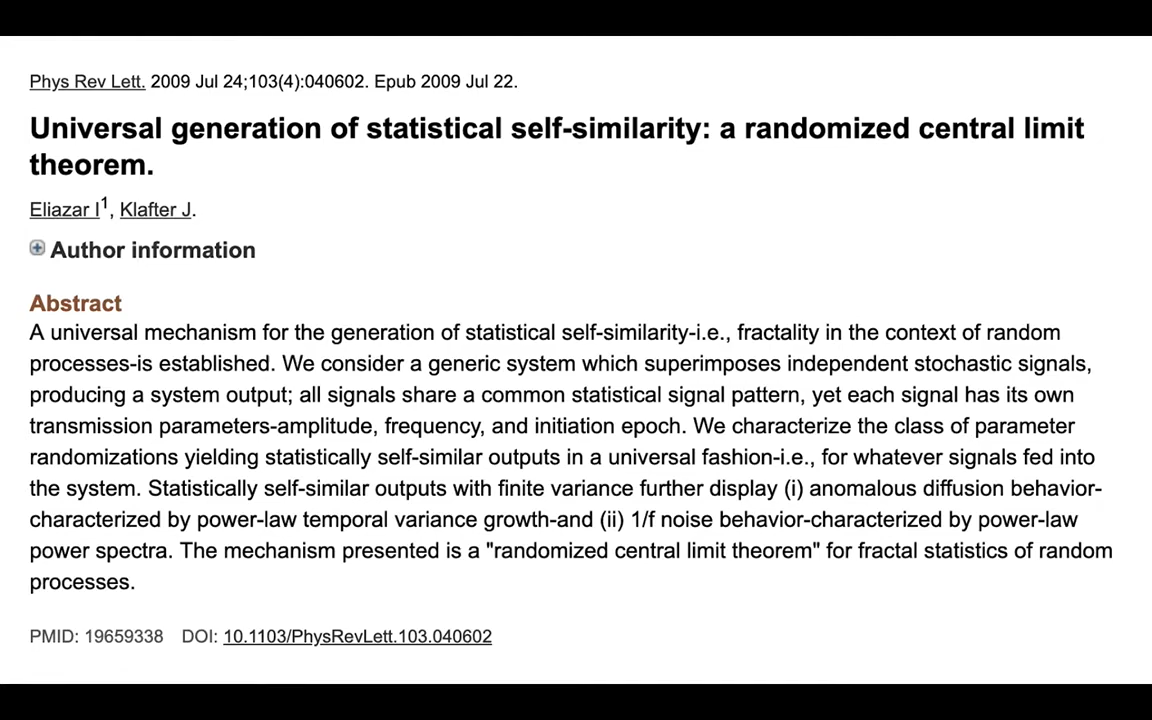 Phys Rev Lett. 2009 Jul 24;103(4):040602. Epub 2009 Jul 22.
Universal generation of statistical self-similarity: a randomized central limit
theorem.
Eliazar I1, Klafter J.
Author information
Abstract
A universal mechanism for the generation of statistical self-similarity-i.e., fractality in the context of random
processes-is established. We consider a generic system which superimposes independent stochastic signals,
producing a system output; all signals share a common statistical signal pattern, yet each signal has its own
transmission parameters-amplitude, frequency, and initiation epoch. We characterize the class of parameter
randomizations yielding statistically self-similar outputs in a universal fashion-i.e., for whatever signals fed into
the system. Statistically self-similar outputs with finite variance further display (i) anomalous diffusion behavior-
characterized by power-law temporal variance growth-and (ii) 1/f noise behavior-characterized by power-law
power spectra. The mechanism presented is a "randomized central limit theorem" for fractal statistics of random
processes.
PMID: 19659338 DOI: 10.1103/PhysRevLett.103.040602